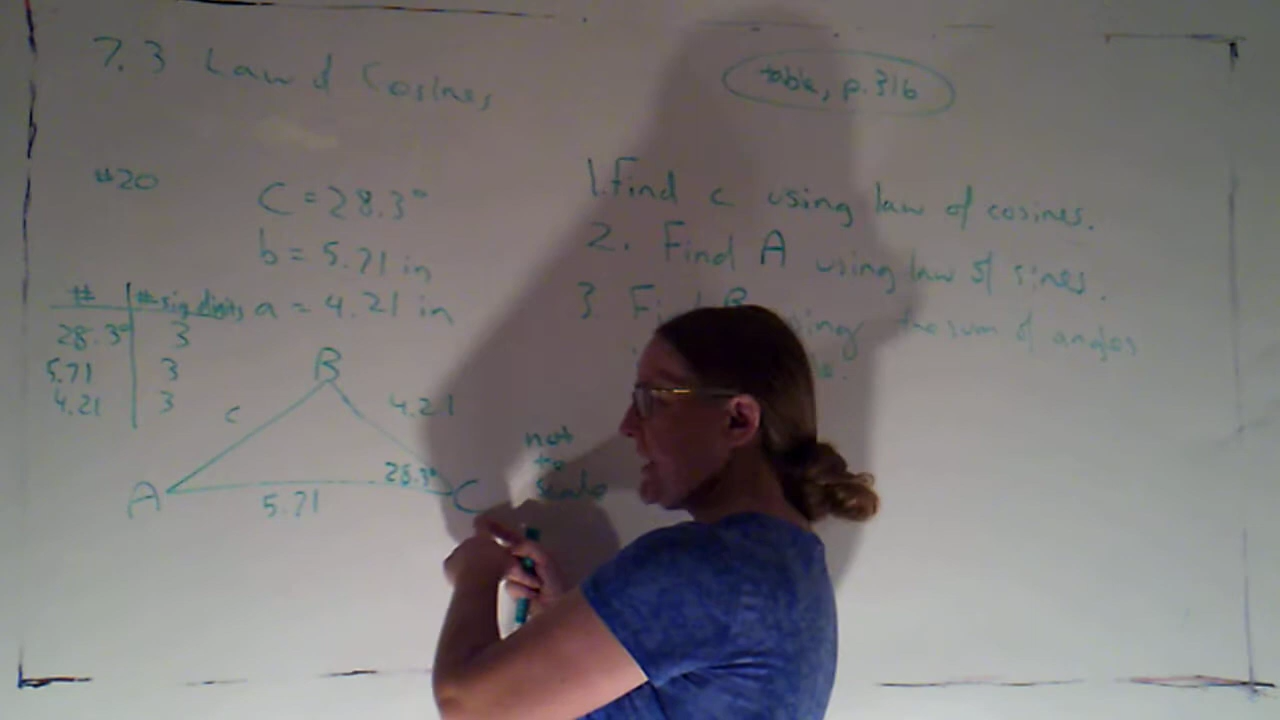 7.3 Law of Cosines
table, p.316
#20
C = 28.3°
b = 5.71 in
a = 4.21 in
# # sig digits
28.3° 3
5.71 3
4.21 3
B
c
4.21
28.3°
A
5.71
C
not
to
scale
1. Find c using law of cosines.
2. Find A using law of sines.
3. Find B the sum of angles